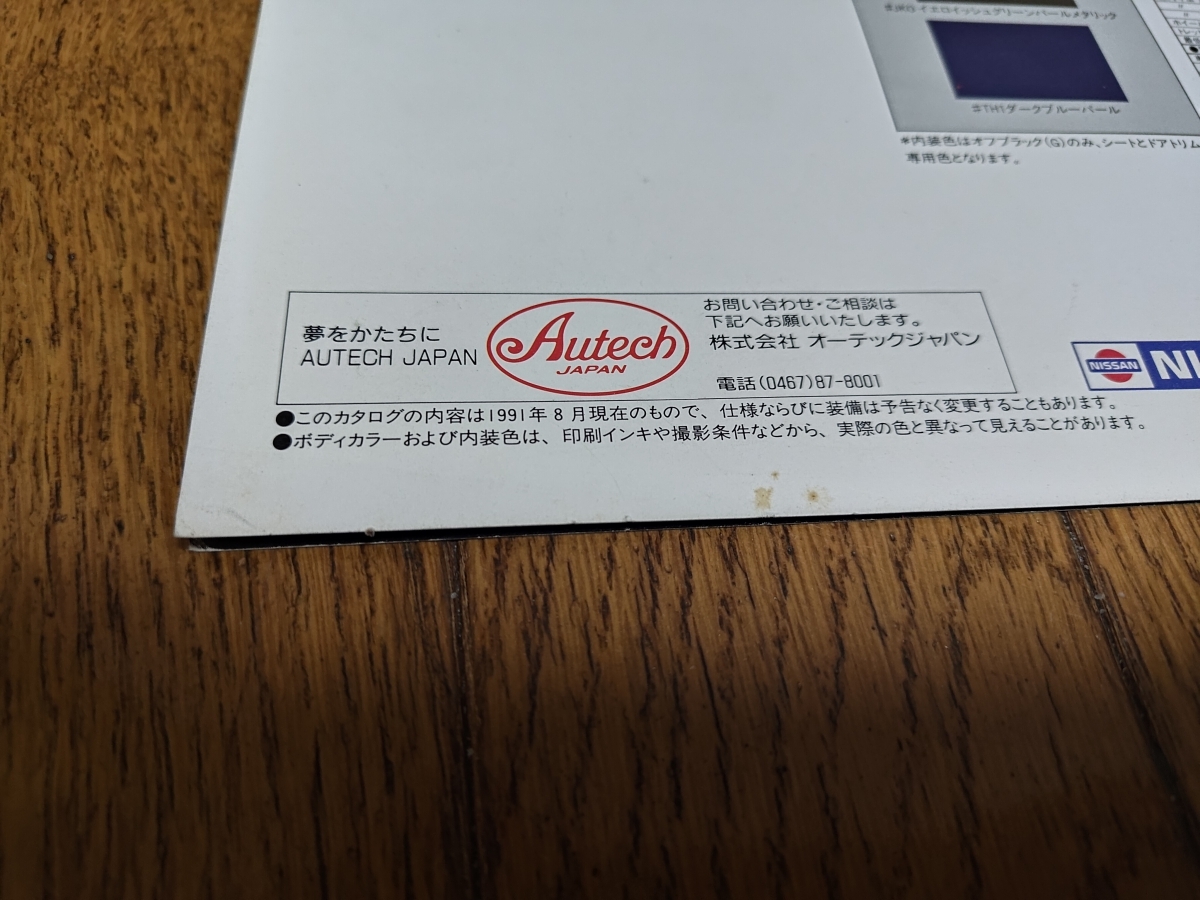 イエロイッシュグリーンパールメタリック
#TH1ダークブルーパール
*内装色はオフブラック(G)のみ、シートとドアトリム
専用色となります。
夢をかたちに
AUTECH JAPAN
Autech
JAPAN
お問い合わせ・ご相談は
下記へお願いいたします。
株式会社 オーテックジャパン
電話(0467)87-8001
NISSAN
NI
●このカタログの内容は1991年8月現在のもので、仕様ならびに装備は予告なく変更することもあります。
●ボディカラーおよび内装色は、印刷インキや撮影条件などから、実際の色と異なって見えることがあります。